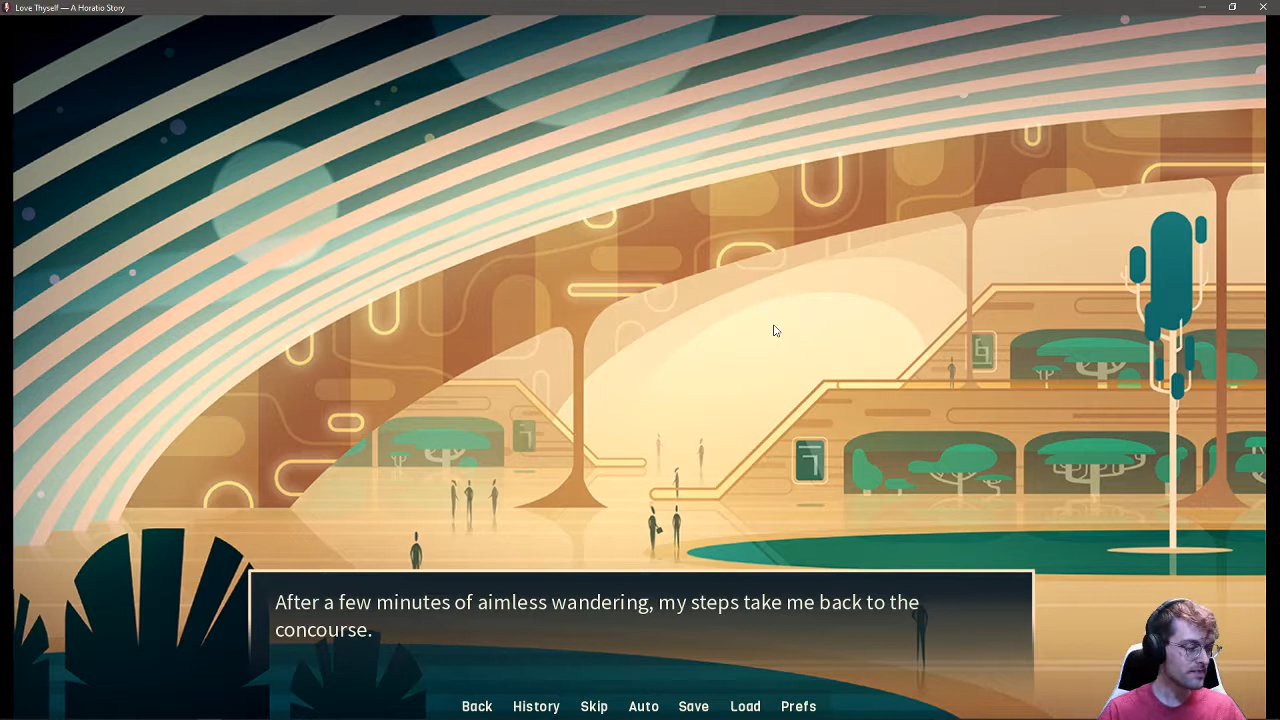 Love Thyself — A Horatio Story
After a few minutes of aimless wandering, my steps take me back to the
concourse.
Back History Skip Auto Save Load Prefs